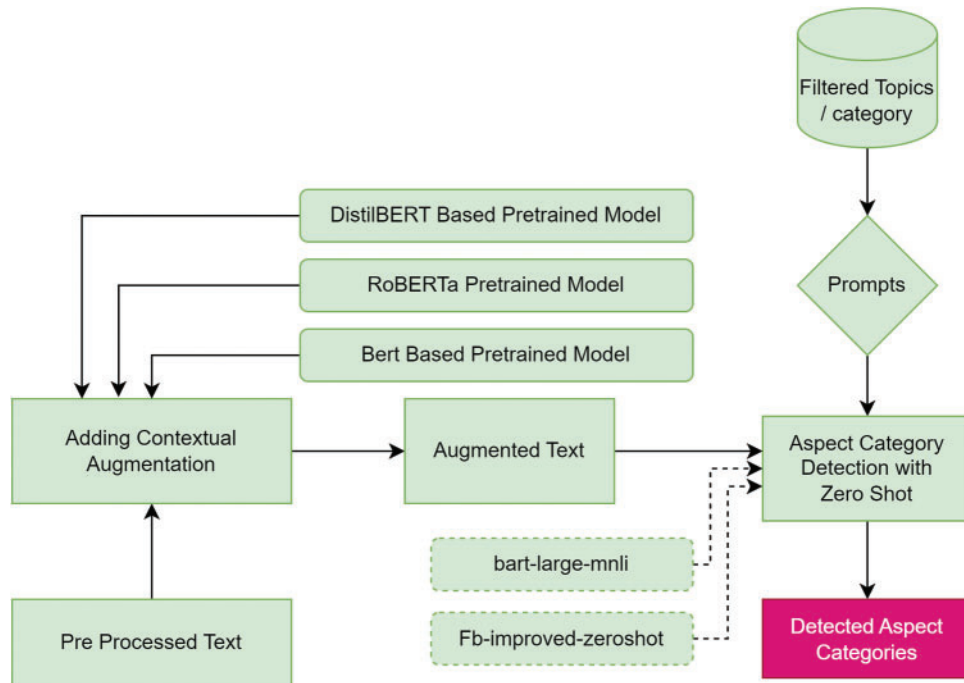 Filtered Topics
/ category
DistilBERT Based Pretrained Model
RoBERTa Pretrained Model
Prompts
Bert Based Pretrained Model
Adding Contextual
Augmentation
Augmented Text
Aspect Category
Detection with
Zero Shot
bart-large-mnli
Fb-improved-zeroshot
Pre Processed Text
Detected Aspect
Categories